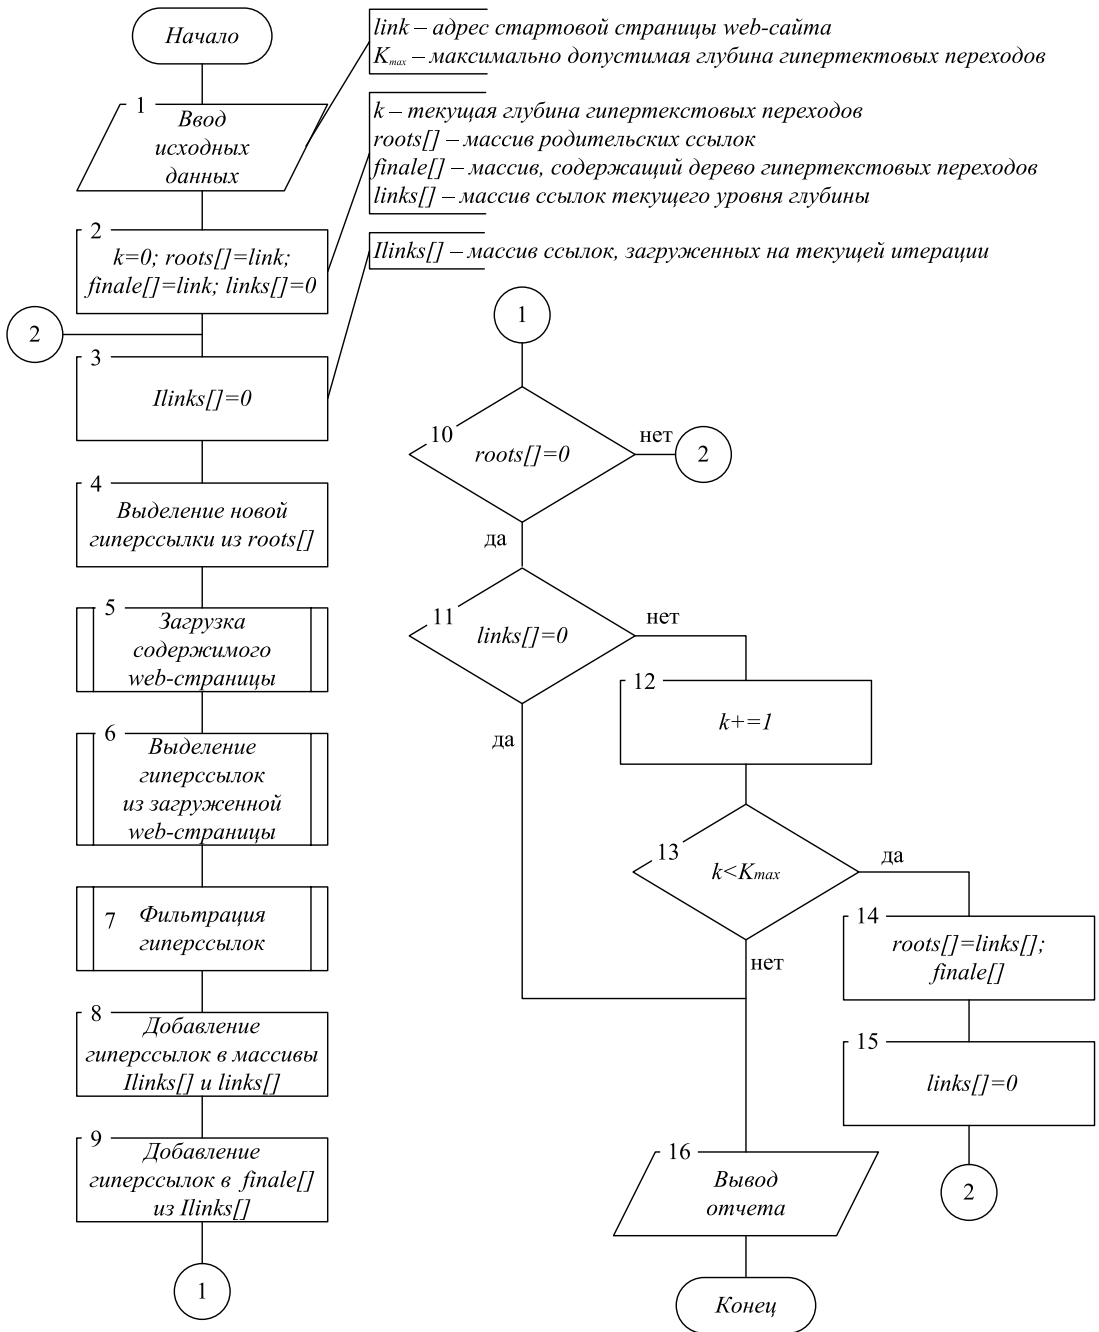 Начало
link – адрес стартовой страницы web-сайта
Kmax – максимально допустимая глубина гипертектовых переходов
1
Ввод
исходных
данных
k – текущая глубина гипертекстовых переходов
roots[] – массив родительских ссылок
finale[] – массив, содержащий дерево гипертекстовых переходов
links[] – массив ссылок текущего уровня глубины
2
k=0; roots[]=link;
finale[]=link; links[]=0
Ilinks[] – массив ссылок, загруженных на текущей итерации
2
3
Ilinks[]=0
4
Выделение новой
гиперссылки из roots[]
5
Загрузка
содержимого
web-страницы
6
Выделение
гиперссылок
из загруженной
web-страницы
7
Фильтрация
гиперссылок
8
Добавление
гиперссылок в массивы
Ilinks[] и links[]
9
Добавление
гиперссылок в finale[]
из Ilinks[]
1
1
10
roots[]=0
нет
2
да
11
links[]=0
нет
да
12
k+=1
13
k<Kmax
да
нет
14
roots[]=links[];
finale[]
15
links[]=0
2
16
Вывод
отчета
Конец